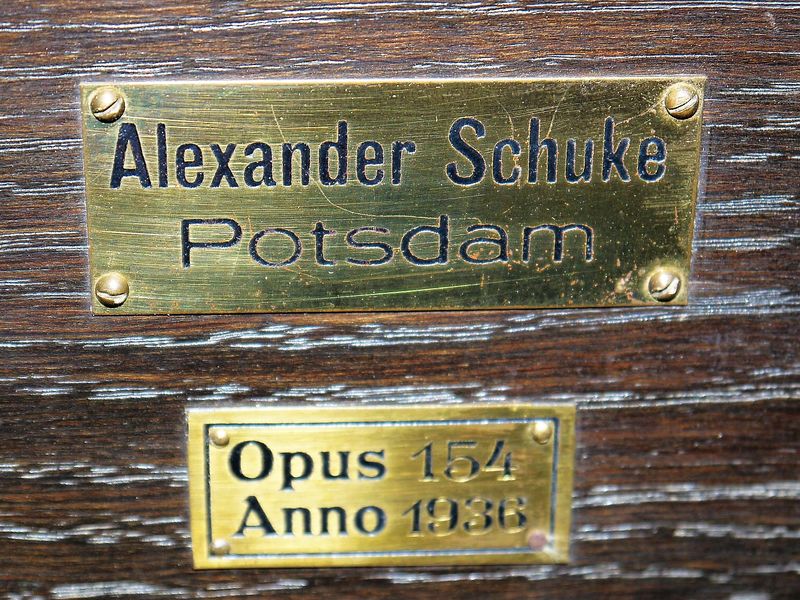 Alexander Schuke
Potsdam
Opus 154
Anno 1936